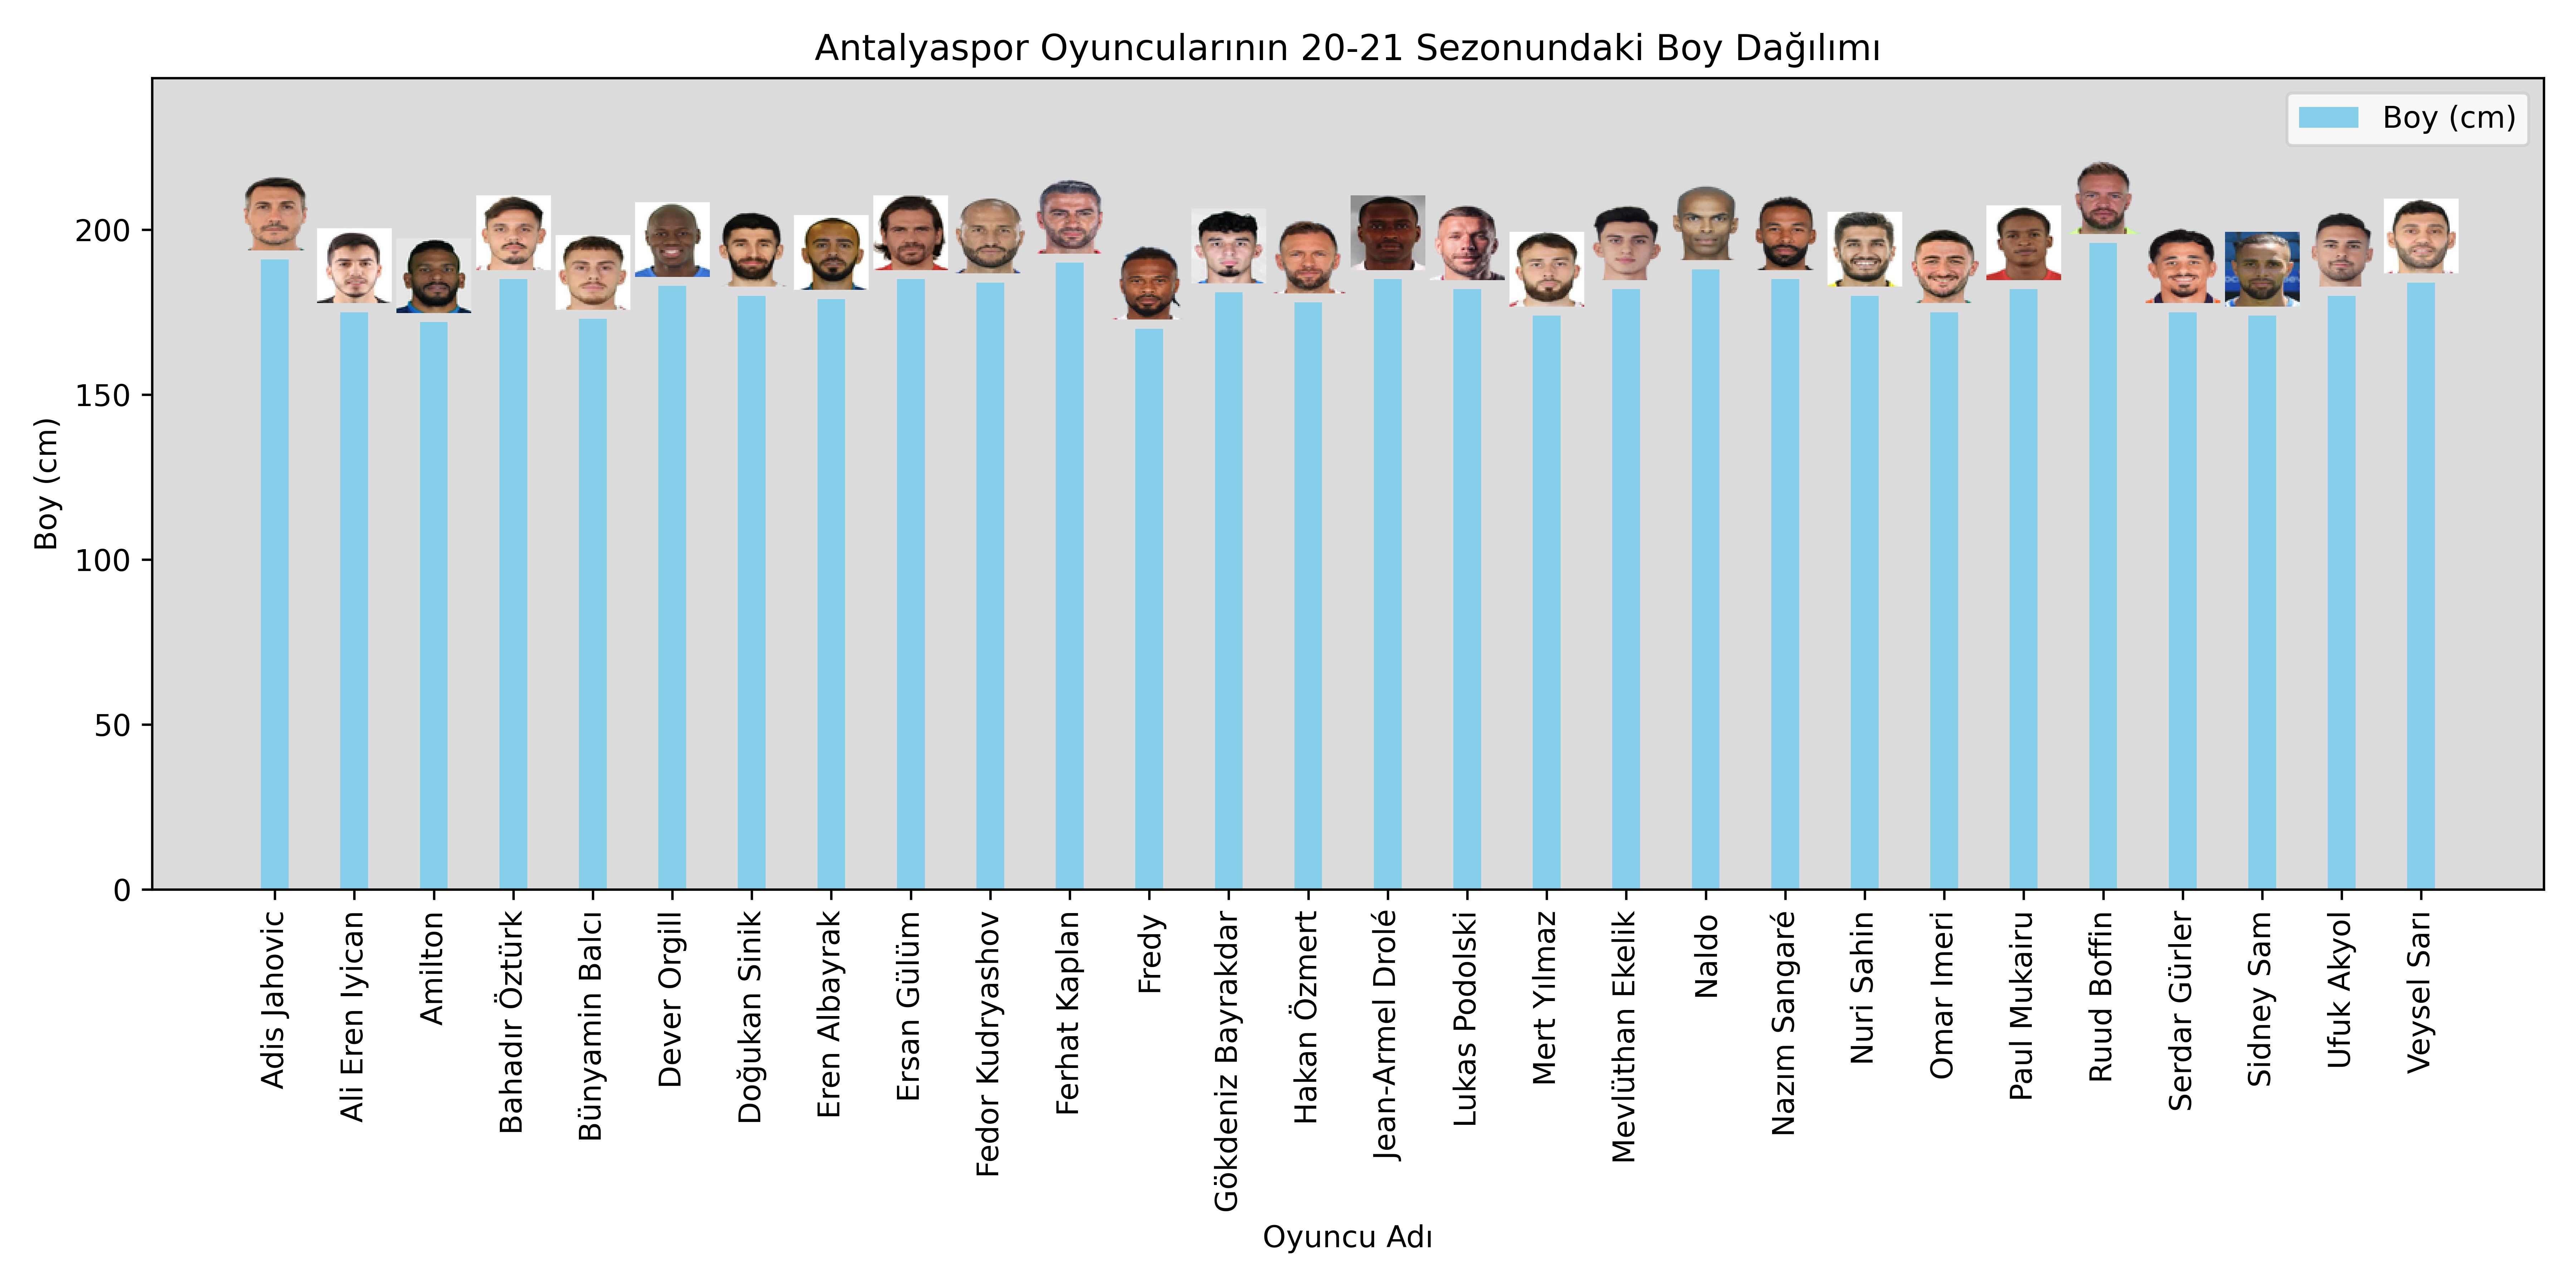 Antalyaspor Oyuncularının 20-21 Sezonundaki Boy Dağılımı
Boy (cm)
Boy (cm)
200
150
100
50
0
Adis Jahovic
Ali Eren Iyican
Amilton
Bahadır Öztürk
Bünyamin Balcı
Dever Orgill
Doğukan Sinik
Eren Albayrak
Ersan Gülüm
Fedor Kudryashov
Ferhat Kaplan
Fredy
Gökdeniz Bayrakdar
Hakan Özmert
Jean-Armel Drolé
Lukas Podolski
Mert Yılmaz
Mevlüthan Ekelik
Naldo
Nazım Sangaré
Nuri Sahin
Omar Imeri
Paul Mukairu
Ruud Boffin
Serdar Gürler
Sidney Sam
Ufuk Akyol
Veysel Sarı
Oyuncu Adı